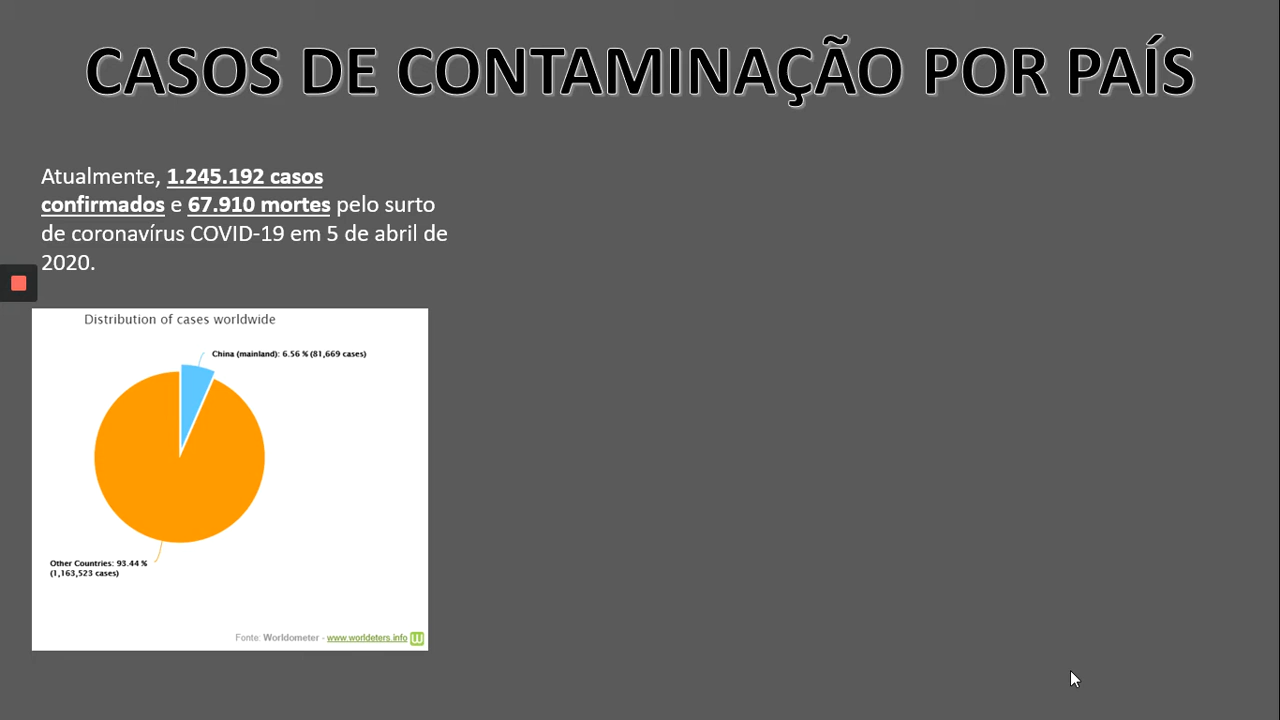 CASOS DE CONTAMINAÇÃO POR PAÍS
Atualmente, 1.245.192 casos
confirmados e 67.910 mortes pelo surto
de coronavírus COVID-19 em 5 de abril de
2020.
Distribution of cases worldwide
China (mainland): 6.56 % (81,669 cases)
Other Countries: 93.44 %
(1,163,523 cases)
Fonte: Worldometer - www.worldeters.info W